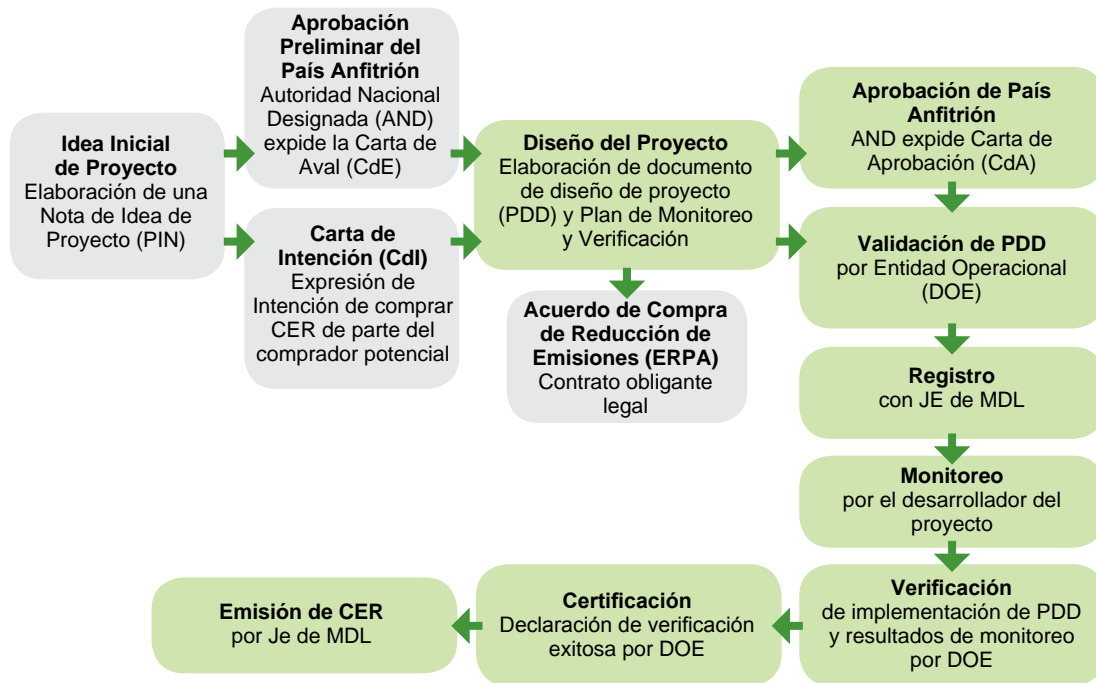 Idea Inicial
de Proyecto
Elaboración de una
Nota de Idea de
Proyecto (PIN)
Aprobación
Preliminar del
País Anfitrión
Autoridad Nacional
Designada (AND)
expide la Carta de
Aval (CdE)
Carta de
Intención (CdI)
Expresión de
Intención de comprar
CER de parte del
comprador potencial
Diseño del Proyecto
Elaboración de documento
de diseño de proyecto
(PDD) y Plan de Monitoreo
y Verificación
Acuerdo de Compra
de Reducción de
Emisiones (ERPA)
Contrato obligante
legal
Aprobación de País
Anfitrión
AND expide Carta de
Aprobación (CdA)
Validación de PDD
por Entidad Operacional
(DOE)
Registro
con JE de MDL
Monitoreo
por el desarrollador del
proyecto
Verificación
de implementación de PDD
y resultados de monitoreo
por DOE
Certificación
Declaración de verificación
exitosa por DOE
Emisión de CER
por Je de MDL